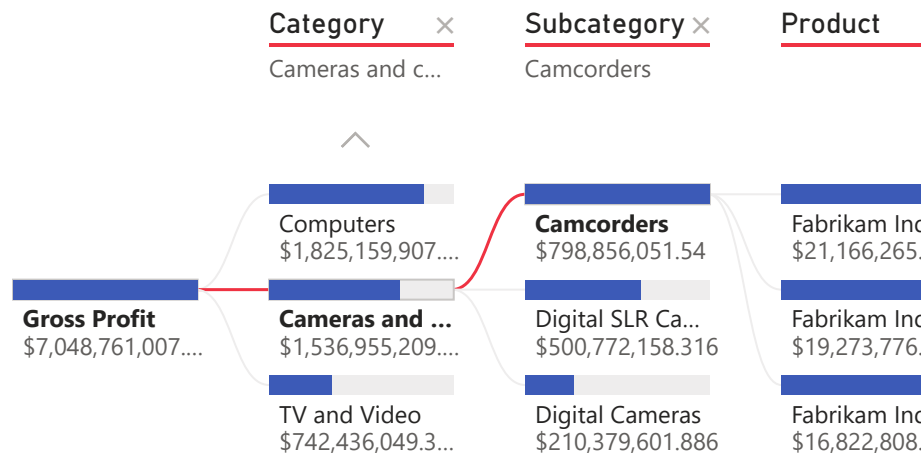 Category
Subcategory
Product
Cameras and c...
Camcorders
Computers
$1,825,159,907....
Camcorders
$798,856,051.54
Fabrikam Inc
$21,166,265.
Gross Profit
$7,048,761,007....
Cameras and ...
$1,536,955,209....
Digital SLR Ca...
$500,772,158.316
Fabrikam Inc
$19,273,776.
TV and Video
$742,436,049.3...
Digital Cameras
$210,379,601.886
Fabrikam Inc
$16,822,808.